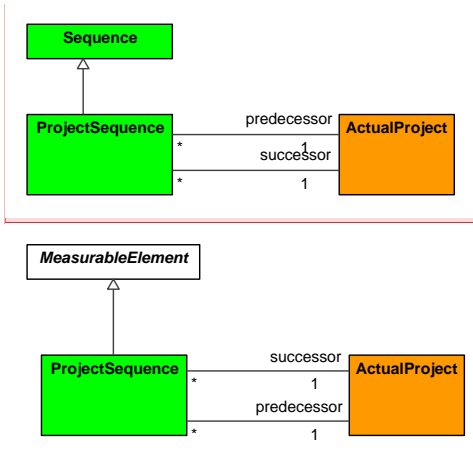 Sequence
predecessor
ProjectSequence
ActualProject
*
1
successor
*
1
MeasurableElement
successor
ProjectSequence
ActualProject
*
1
predecessor
*
1